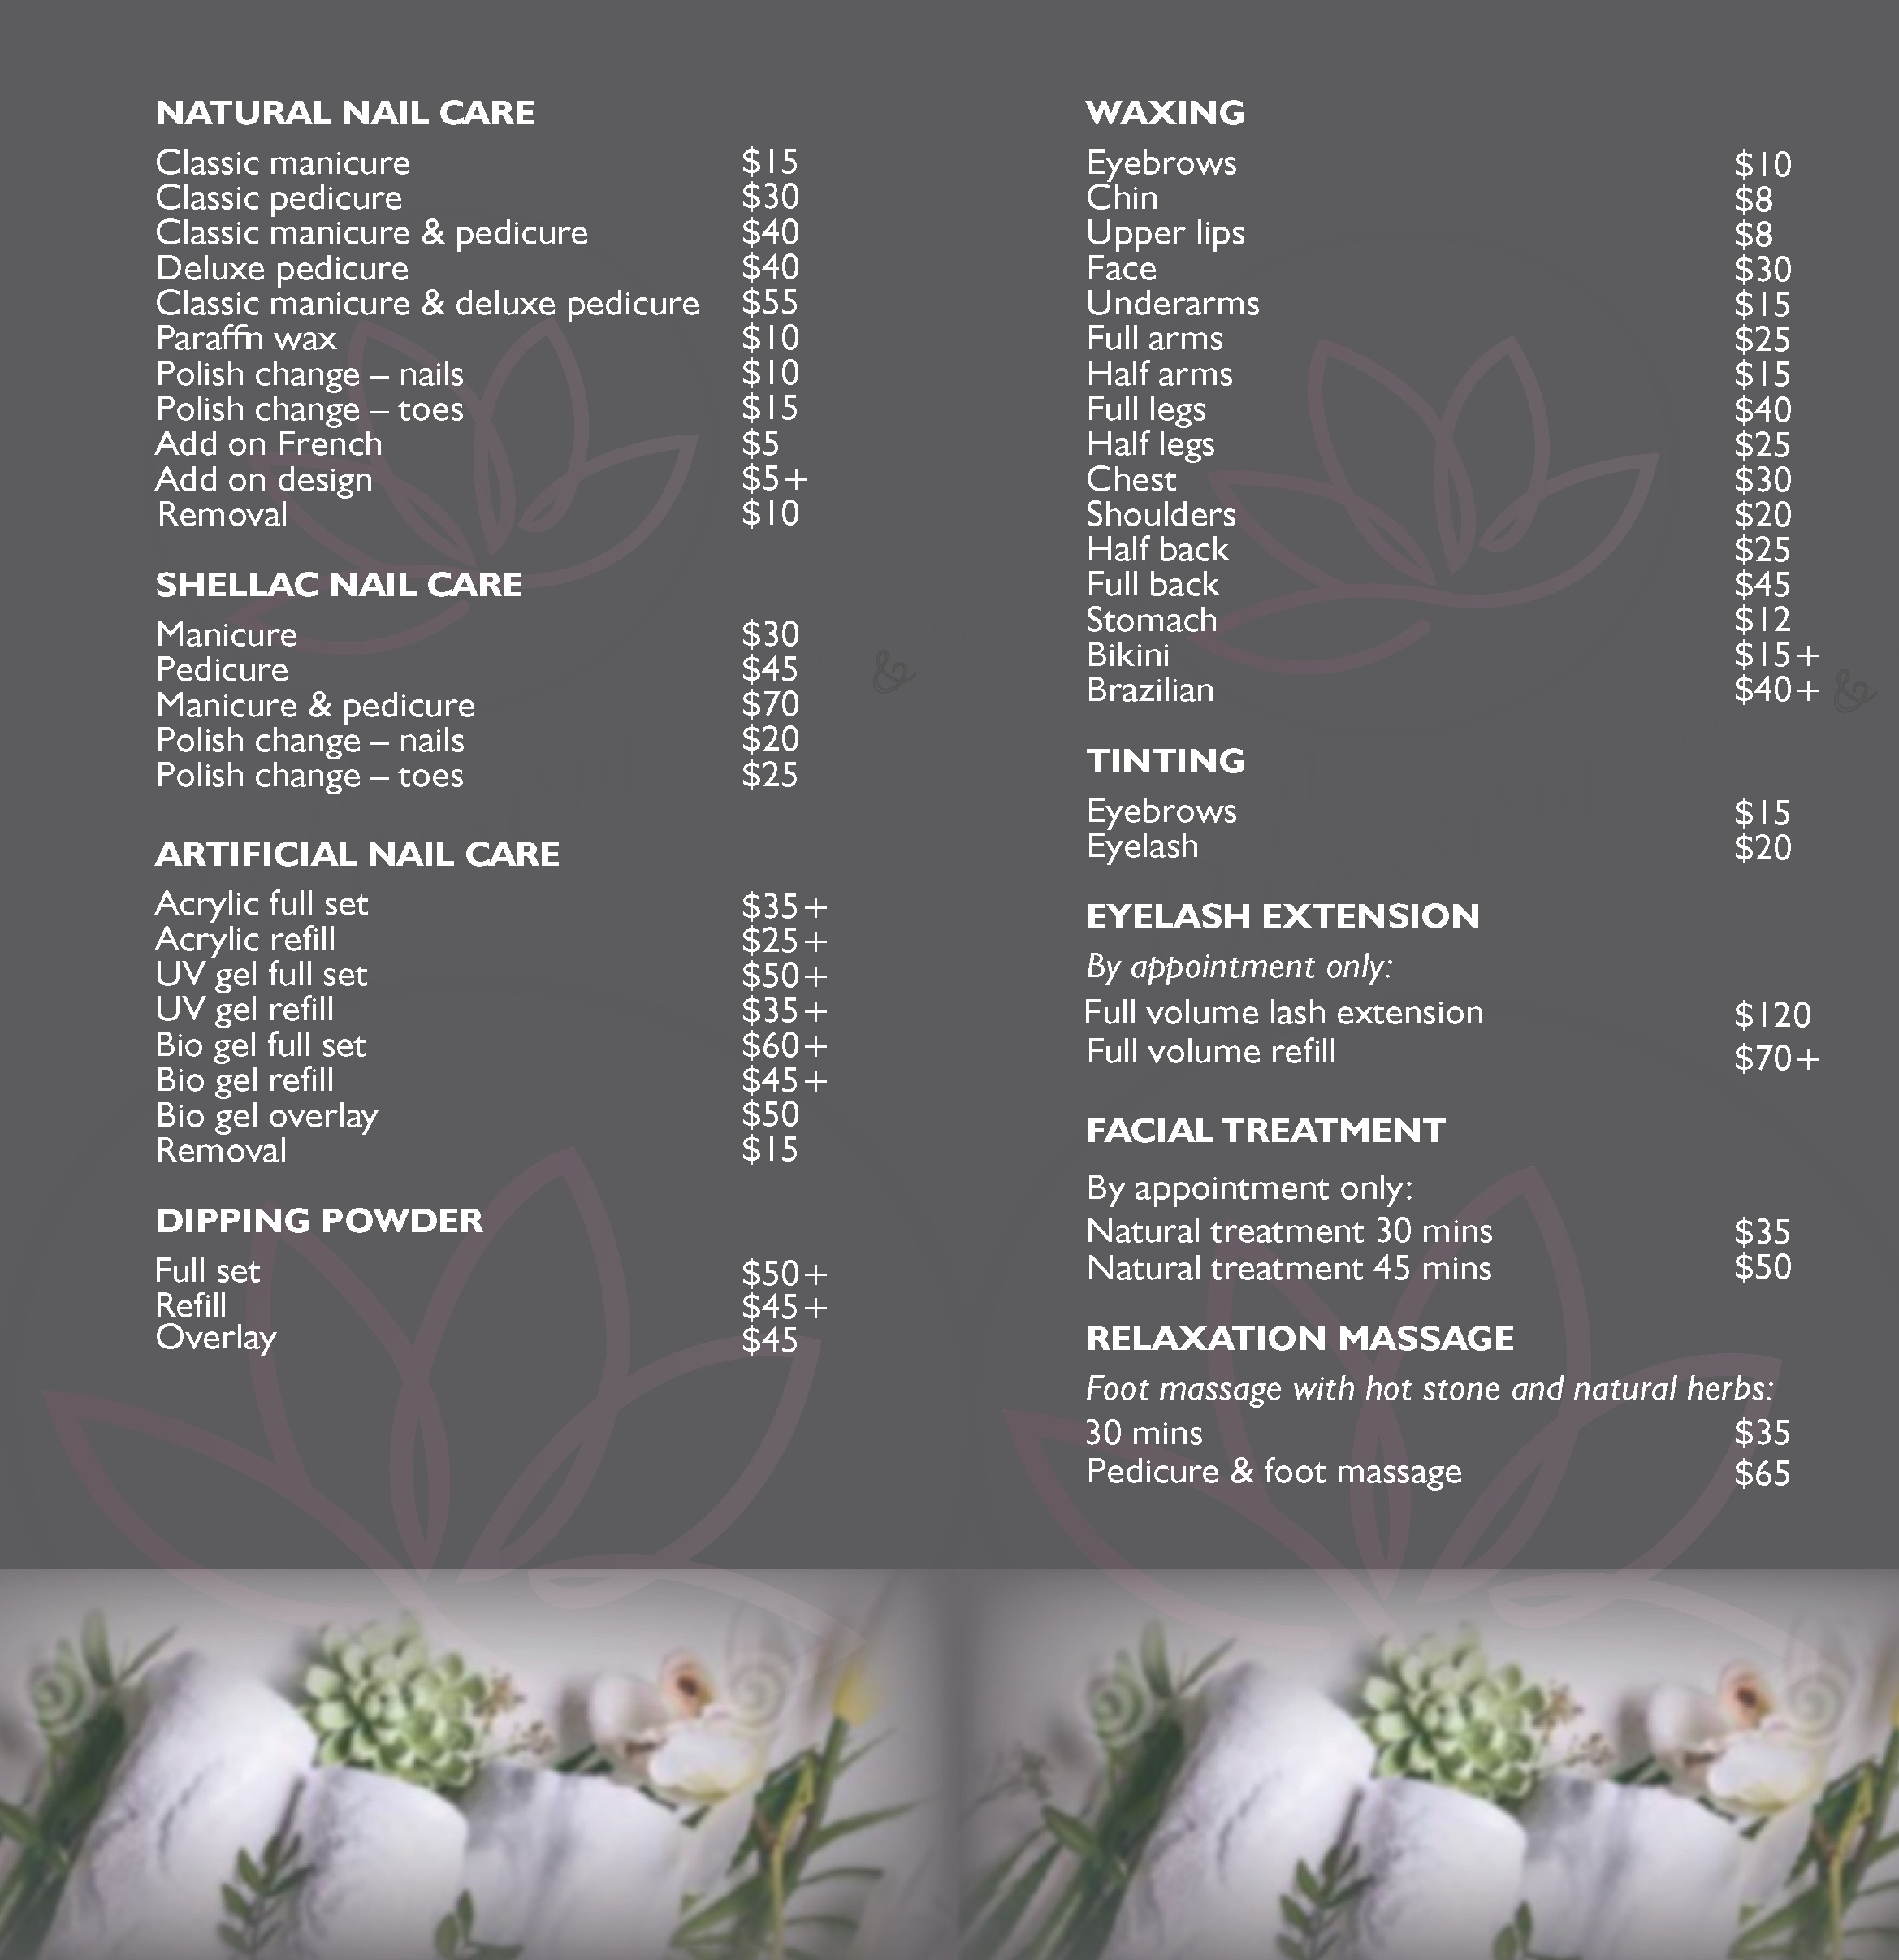 NATURAL NAIL CARE
Classic manicure $15
Classic pedicure $30
Classic manicure & pedicure $40
Deluxe pedicure $40
Classic manicure & deluxe pedicure $55
Paraffin wax $10
Polish change – nails $10
Polish change – toes $15
Add on French $5
Add on design $5+
Removal $10
SHELLAC NAIL CARE
Manicure $30
Pedicure $45
Manicure & pedicure $70
Polish change – nails $20
Polish change – toes $25
ARTIFICIAL NAIL CARE
Acrylic full set $35+
Acrylic refill $25+
UV gel full set $50+
UV gel refill $35+
Bio gel full set $60+
Bio gel refill $45+
Bio gel overlay $50
Removal $15
DIPPING POWDER
Full set $50+
Refill $45+
Overlay $45
&
WAXING
Eyebrows $10
Chin $8
Upper lips $8
Face $30
Underarms $15
Full arms $25
Half arms $15
Full legs $40
Half legs $25
Chest $30
Shoulders $20
Half back $25
Full back $45
Stomach $12
Bikini $15+
Brazilian $40+
&
TINTING
Eyebrows $15
Eyelash $20
EYELASH EXTENSION
By appointment only:
Full volume lash extension $120
Full volume refill $70+
FACIAL TREATMENT
By appointment only:
Natural treatment 30 mins $35
Natural treatment 45 mins $50
RELAXATION MASSAGE
Foot massage with hot stone and natural herbs:
30 mins $35
Pedicure & foot massage $65